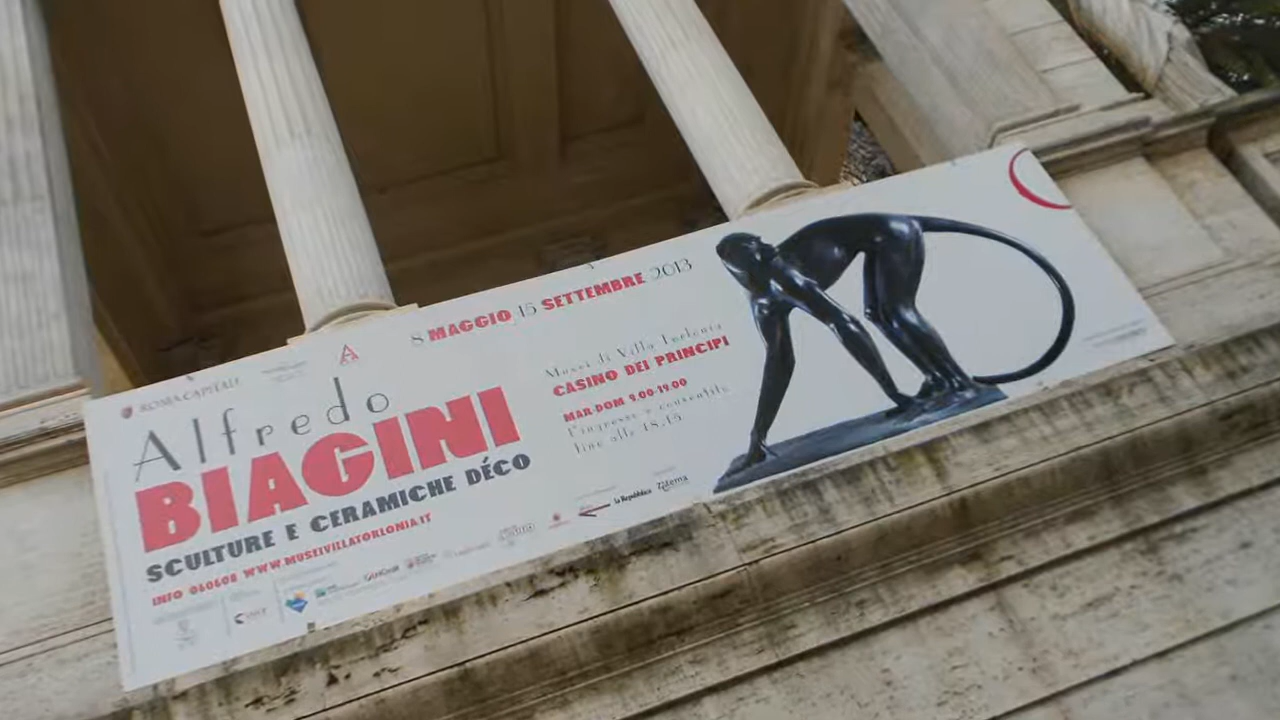 ROMA CAPITALE
Alfredo
BIAGINI
SCULTURE E CERAMICHE DÉCO
INFO 060608 WWW.MUSEIVILLATORLONIA.IT
8 MAGGIO 15 SETTEMBRE 2013
Musei di Villa Torlonia
CASINO DEI PRINCIPI
MAR-DOM 9.00-19.00
l'ingresso è consentito
fino alle 18.15
la Repubblica
Zètema